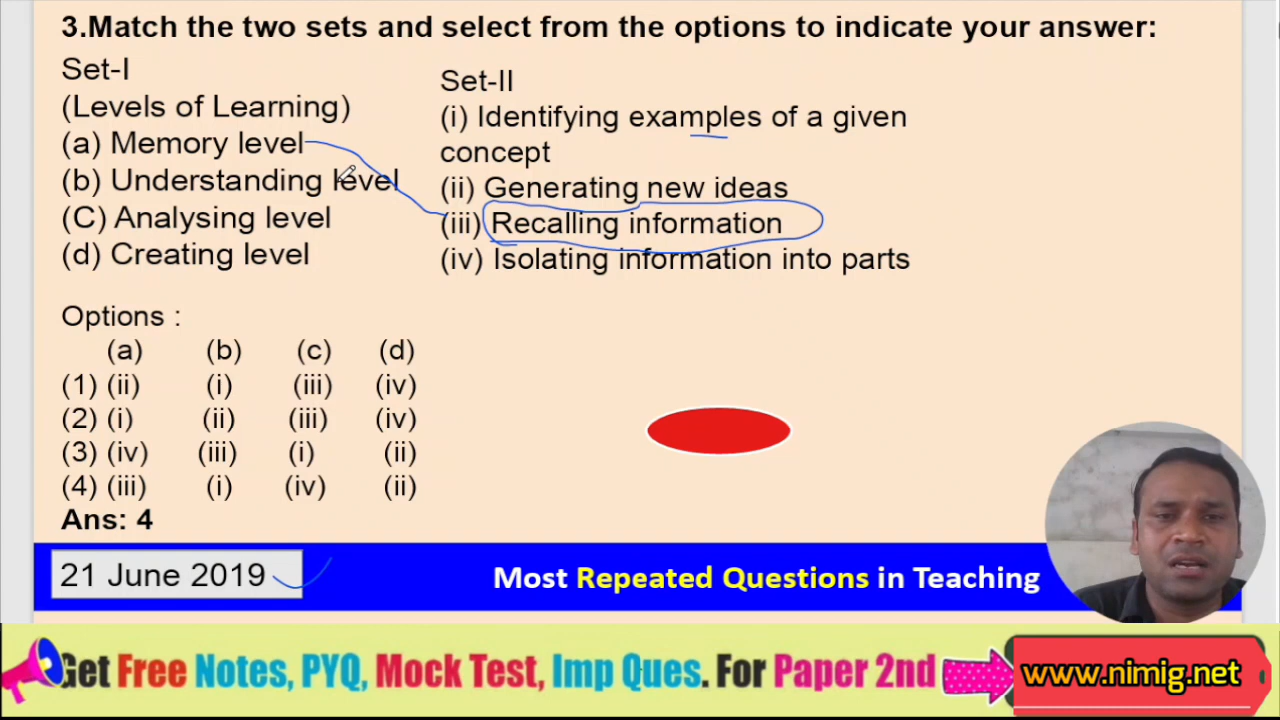 3.Match the two sets and select from the options to indicate your answer:
Set-I
(Levels of Learning)
(a) Memory level
(b) Understanding level
(C) Analysing level
(d) Creating level
Set-II
(i) Identifying examples of a given
concept
(ii) Generating new ideas
(iii) Recalling information
(iv) Isolating information into parts
Options :
(a) (b) (c) (d)
(1) (ii) (i) (iii) (iv)
(2) (i) (ii) (iii) (iv)
(3) (iv) (iii) (i) (ii)
(4) (iii) (i) (iv) (ii)
Ans: 4
21 June 2019
Most Repeated Questions in Teaching
Get Free Notes, PYQ, Mock Test, Imp Ques. For Paper 2nd
www.nimig.net